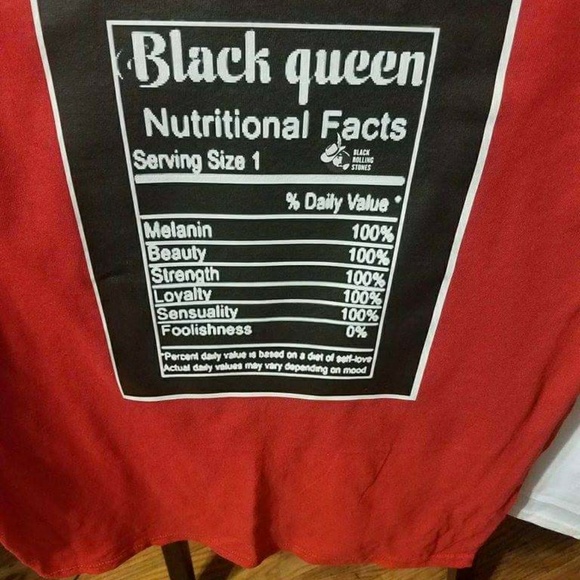 Black queen
Nutritional Facts
Serving Size 1
BLACK
ROLLING
STONES
% Daily Value *
Melanin 100%
Beauty 100%
Strength 100%
Loyalty 100%
Sensuality 100%
Foolishness 0%
*Percent daily value is based on a diet of self-love
Actual daily values may vary depending on mood